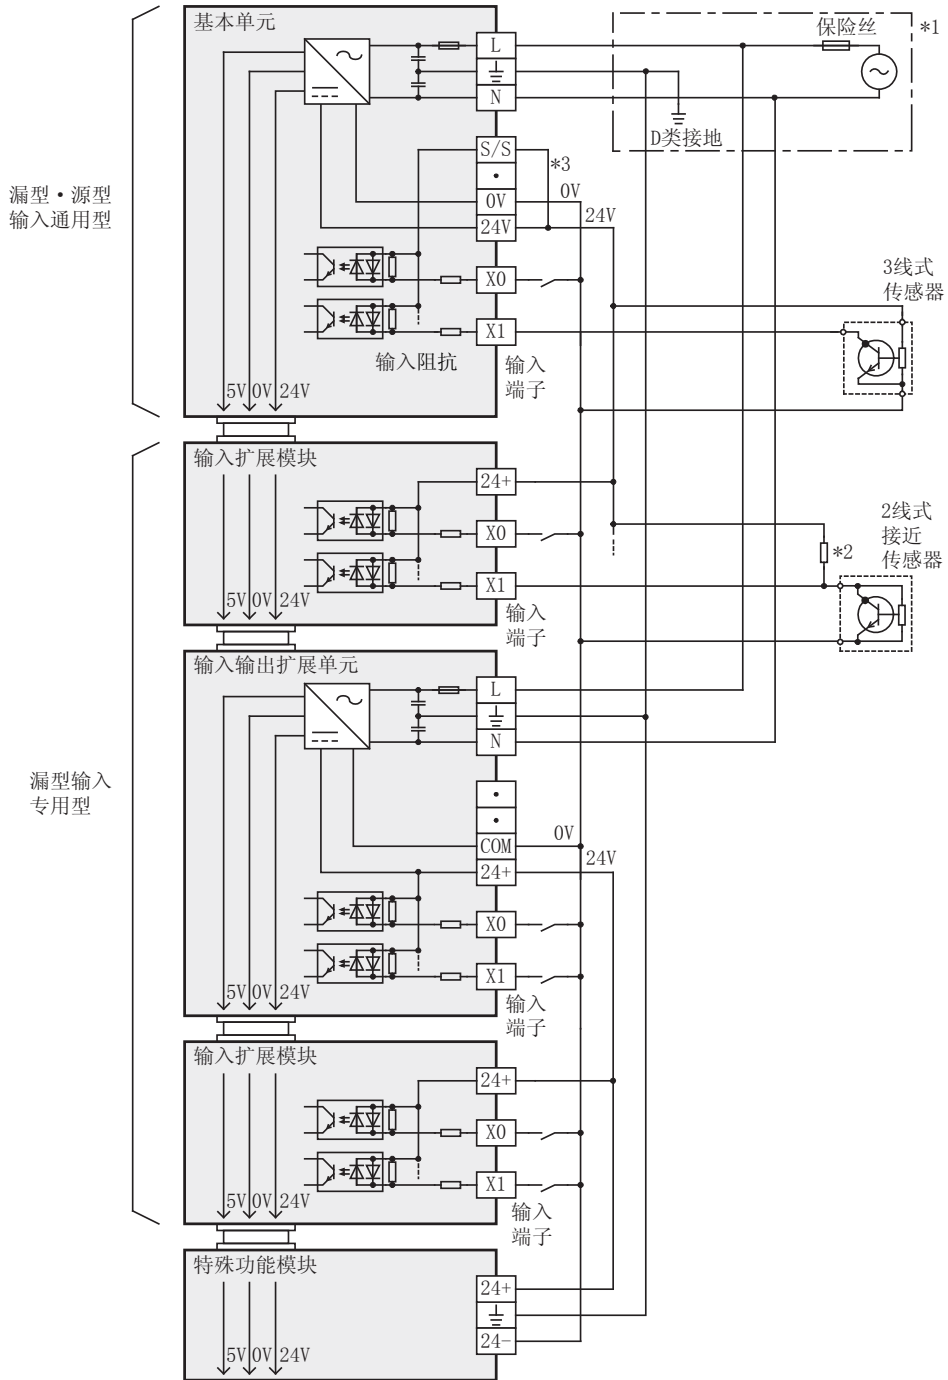 基本单元
L
N
保险丝
*1
D类接地
S/S
*3
0V
0V
24V
24V
漏型・源型
输入通用型
X0
X1
输入阻抗
输入
端子
3线式
传感器
5V
0V
24V
输入扩展模块
24+
X0
X1
输入
端子
2线式
接近
传感器
*2
5V
0V
24V
输入输出扩展单元
L
N
漏型输入
专用型
COM
0V
24+
24V
X0
X1
输入
端子
5V
0V
24V
输入扩展模块
24+
X0
X1
输入
端子
5V
0V
24V
特殊功能模块
24+
24-
5V
0V
24V